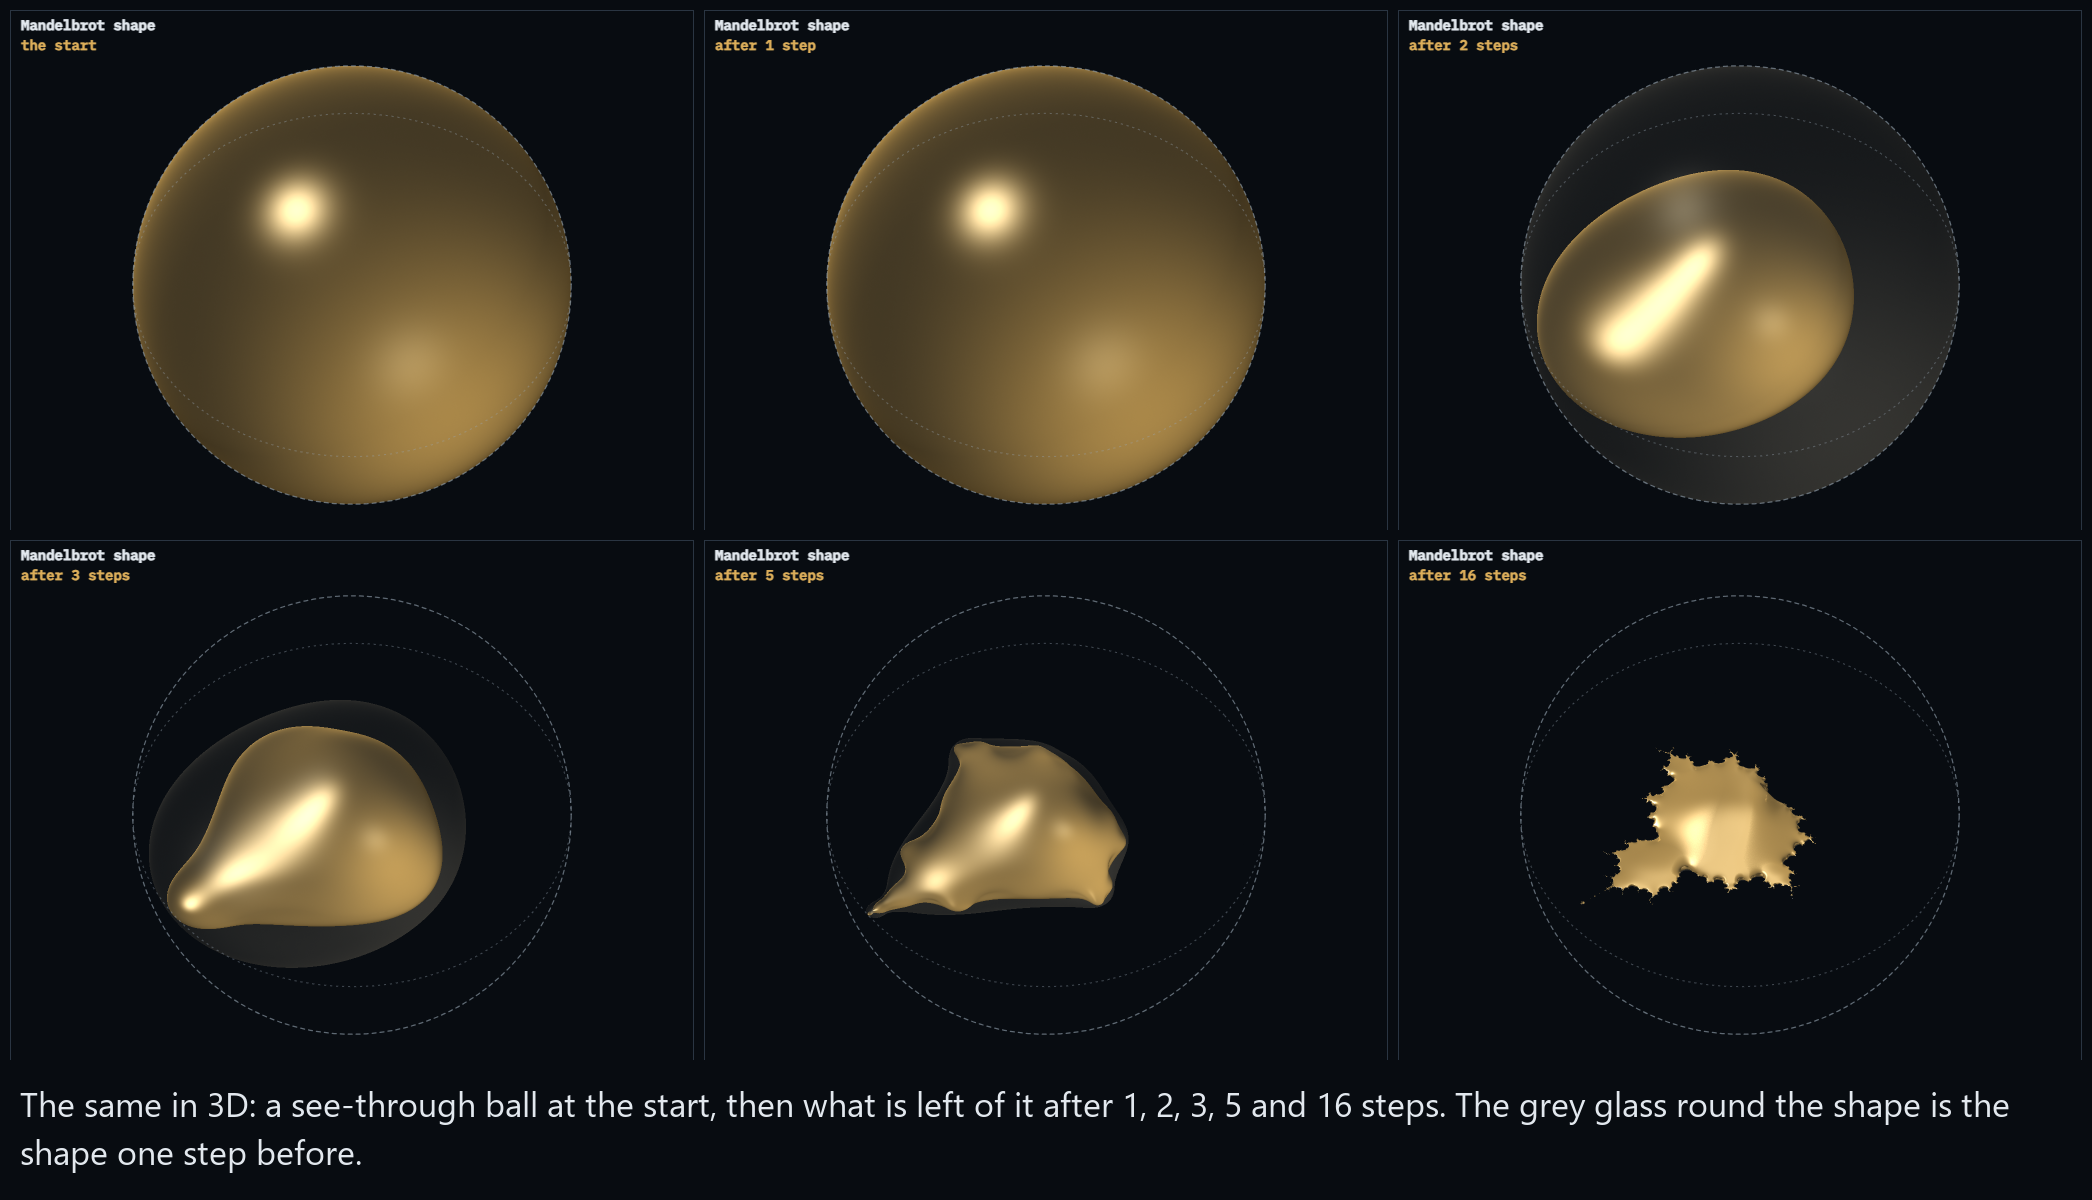 Mandelbrot shape
the start
Mandelbrot shape
after 1 step
Mandelbrot shape
after 2 steps
Mandelbrot shape
after 3 steps
Mandelbrot shape
after 5 steps
Mandelbrot shape
after 16 steps
The same in 3D: a see-through ball at the start, then what is left of it after 1, 2, 3, 5 and 16 steps. The grey glass round the shape is the
shape one step before.